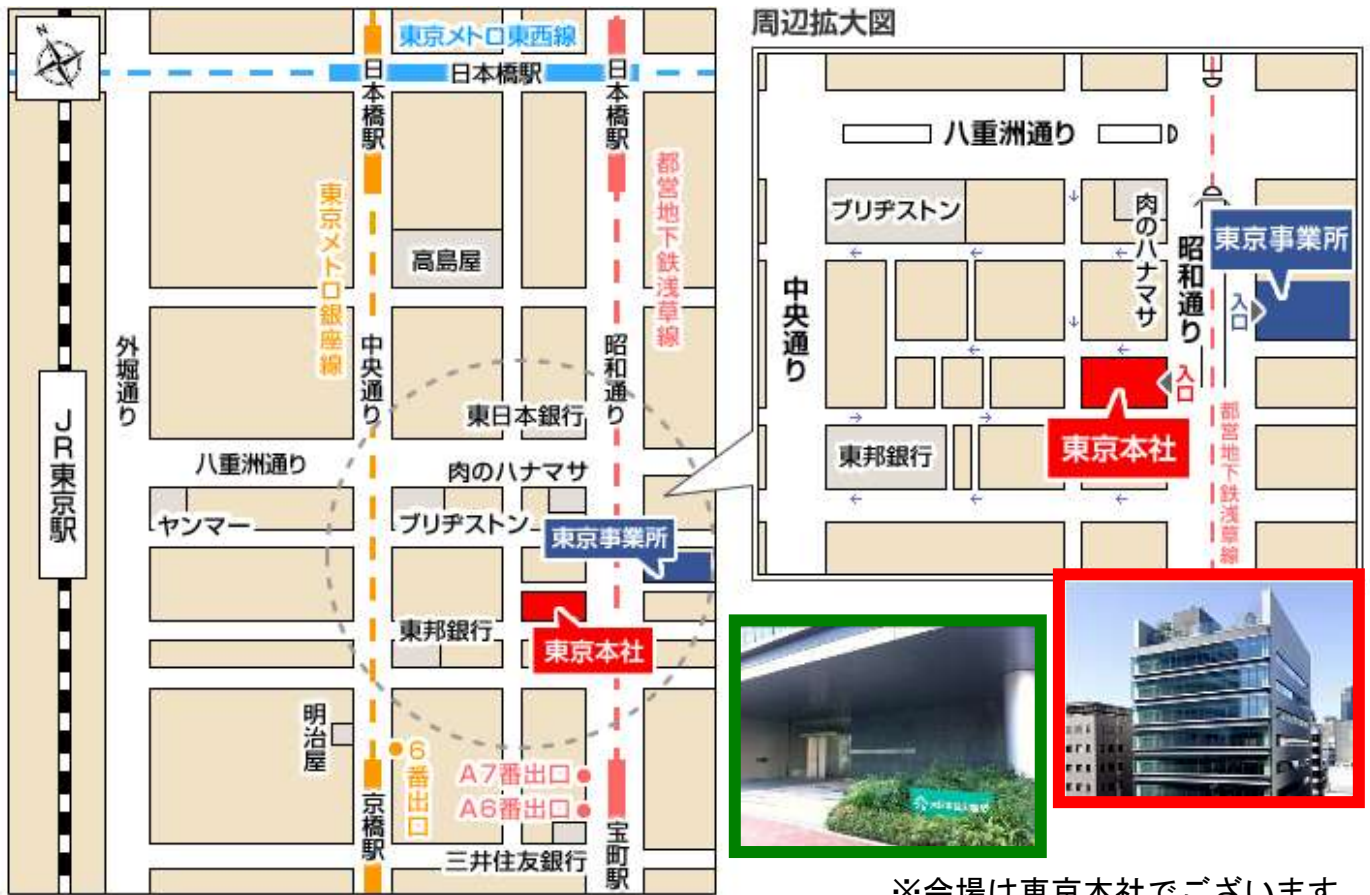 N
東京メトロ東西線
日本橋駅
日本橋駅
日本橋駅
東京メトロ銀座線
都営地下鉄浅草線
高島屋
外堀通り
中央通り
昭和通り
JR東京駅
東日本銀行
八重洲通り
肉のハナマサ
ヤンマー
ブリヂストン
東京事業所
東邦銀行
東京本社
明治屋
6番出口
A7番出口
A6番出口
京橋駅
宝町駅
三井住友銀行
周辺拡大図
八重洲通り
ブリヂストン
肉のハナマサ
昭和通り
東京事業所
中央通り
入口
入口
東京本社
東邦銀行
都営地下鉄浅草線
※会場は東京本社でございます